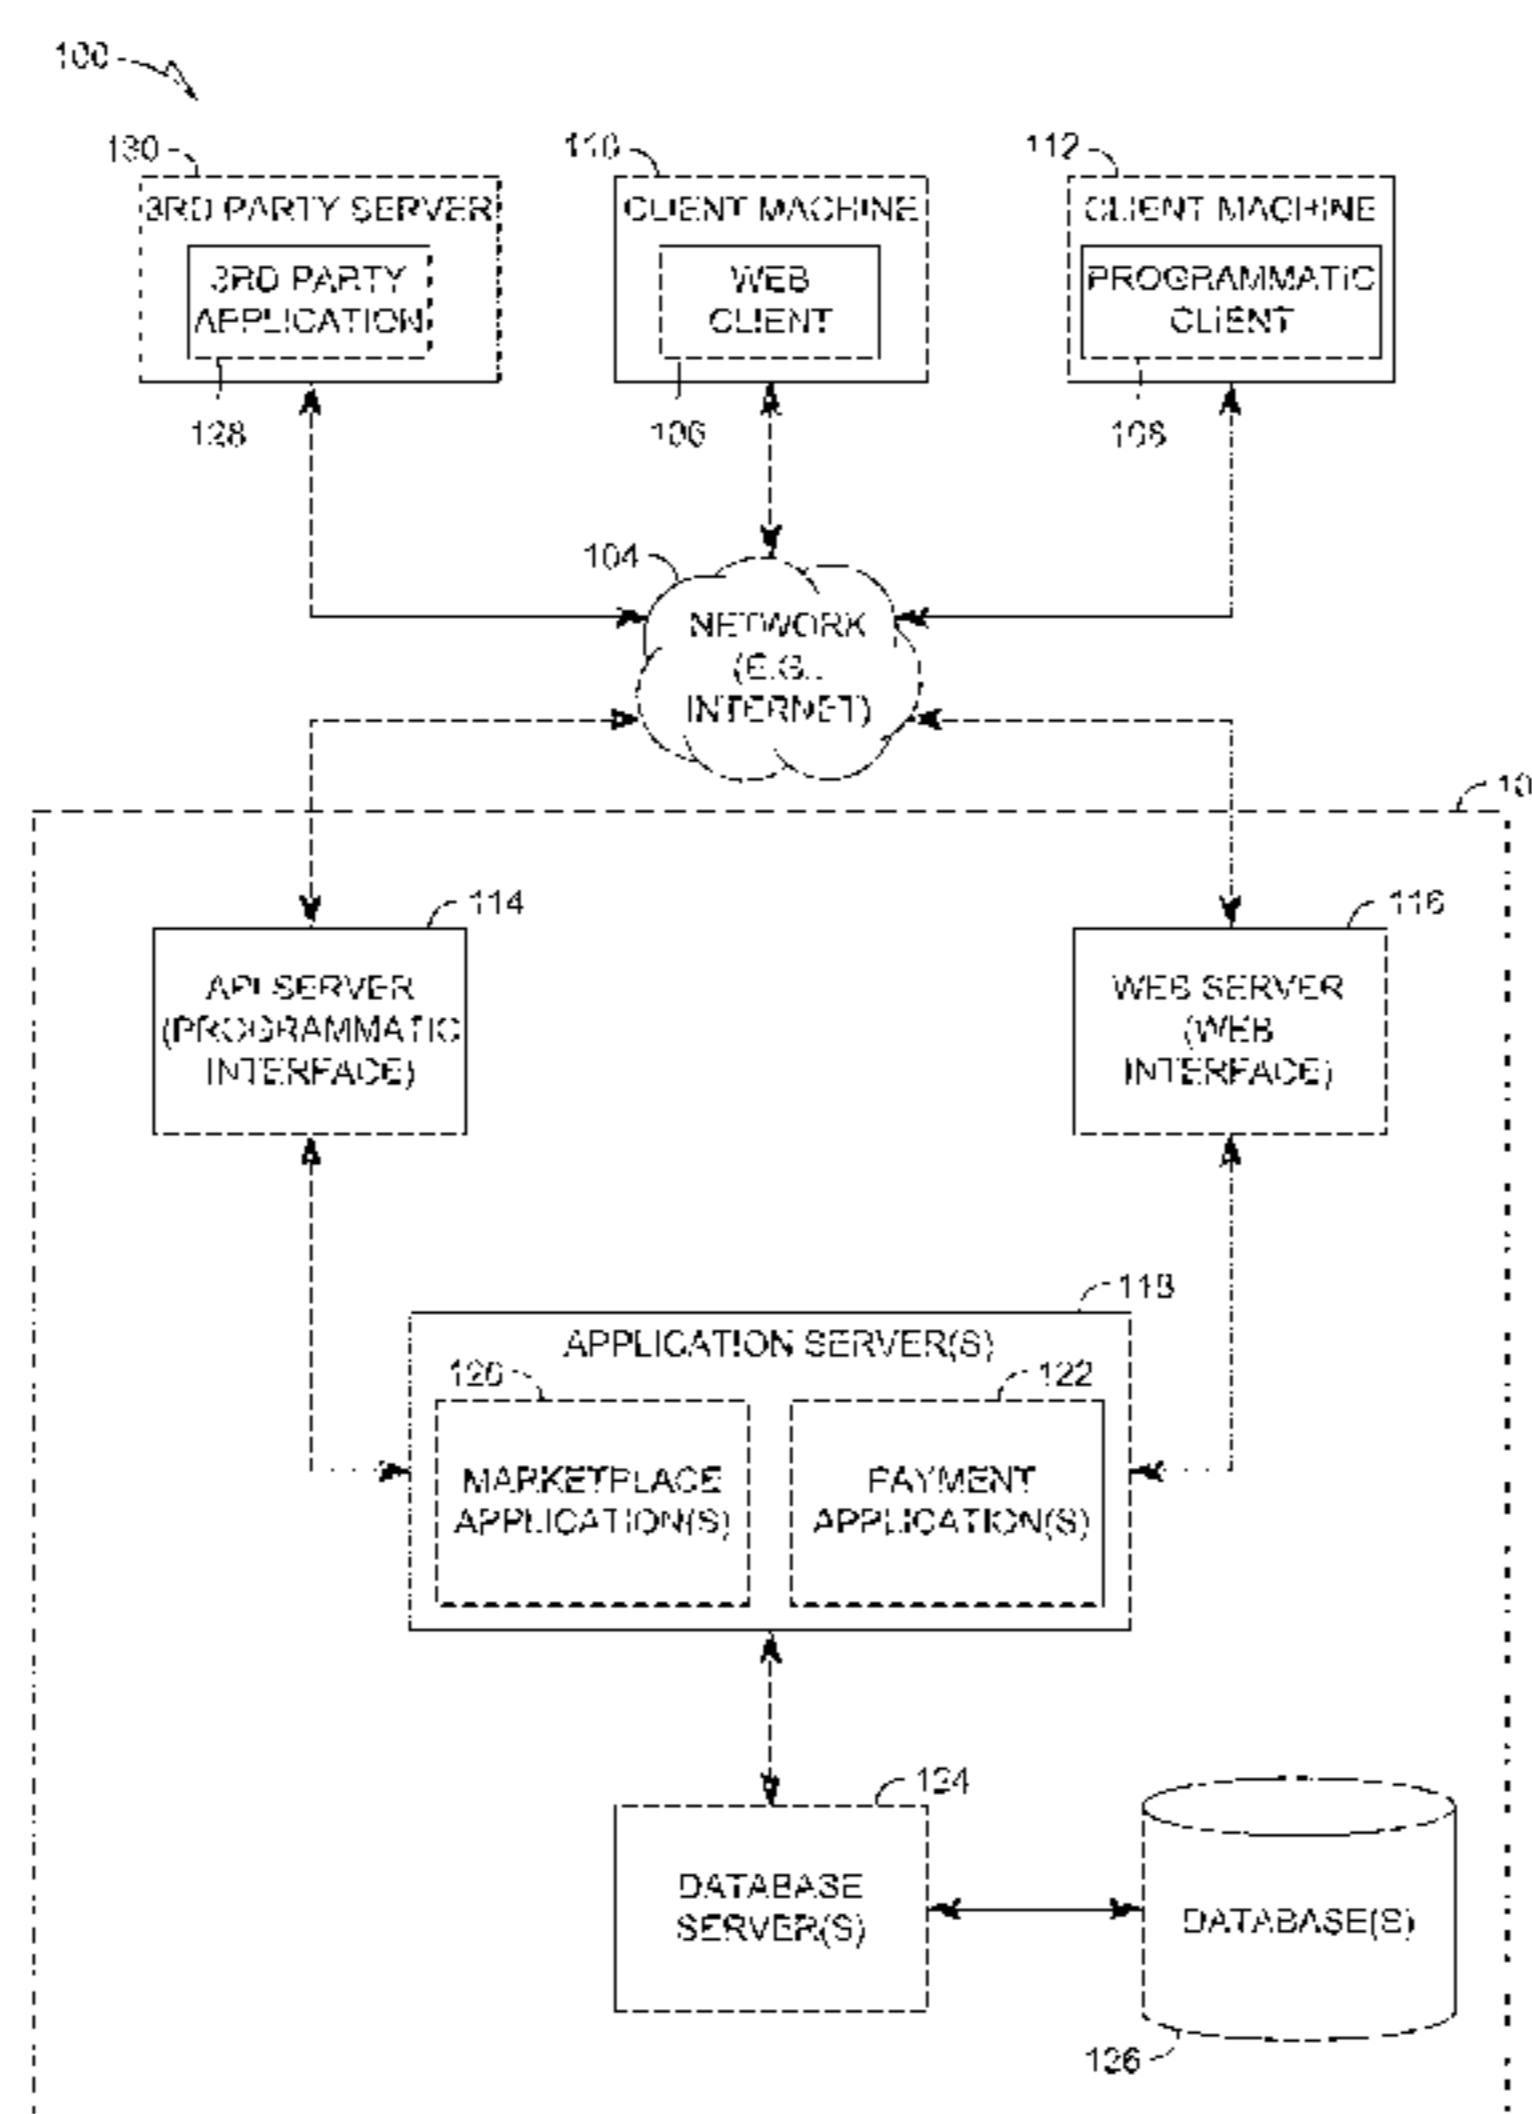 100
130
110
112
3RD PARTY SERVER
CLIENT MACHINE
CLIENT MACHINE
3RD PARTY
APPLICATION
WEB
CLIENT
PROGRAMMATIC
CLIENT
128
106
108
104
NETWORK
(E.G.,
INTERNET)
10
114
116
API SERVER
(PROGRAMMATIC
INTERFACE)
WEB SERVER
(WEB
INTERFACE)
118
APPLICATION SERVER(S)
120
122
MARKETPLACE
APPLICATION(S)
PAYMENT
APPLICATION(S)
124
DATABASE
SERVER(S)
DATABASE(S)
126